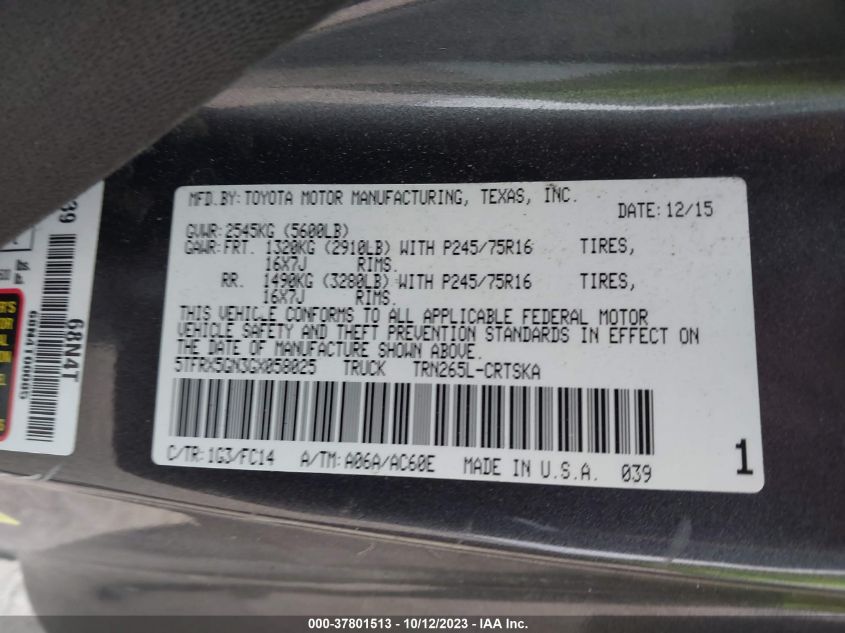 MFD.BY:TOYOTA MOTOR MANUFACTURING, TEXAS, INC.
DATE:12/15
GVWR:2545KG (5600LB)
GAWR:FRT. 1320KG (2910LB) WITH P245/75R16 TIRES,
16X7J RIMS.
RR. 1490KG (3280LB) WITH P245/75R16 TIRES,
16X7J RIMS.
THIS VEHICLE CONFORMS TO ALL APPLICABLE FEDERAL MOTOR
VEHICLE SAFETY AND THEFT PREVENTION STANDARDS IN EFFECT ON
THE DATE OF MANUFACTURE SHOWN ABOVE.
5TFRX5GN3GX058025 TRUCK TRN265L-CRTSKA
C/TR:1G3/FC14 A/TM:A06A/AC60E MADE IN U.S.A. 039
1
39
lbs.
lb.
68N4T
68N4T00005
000-37801513 - 10/12/2023 - IAA Inc.